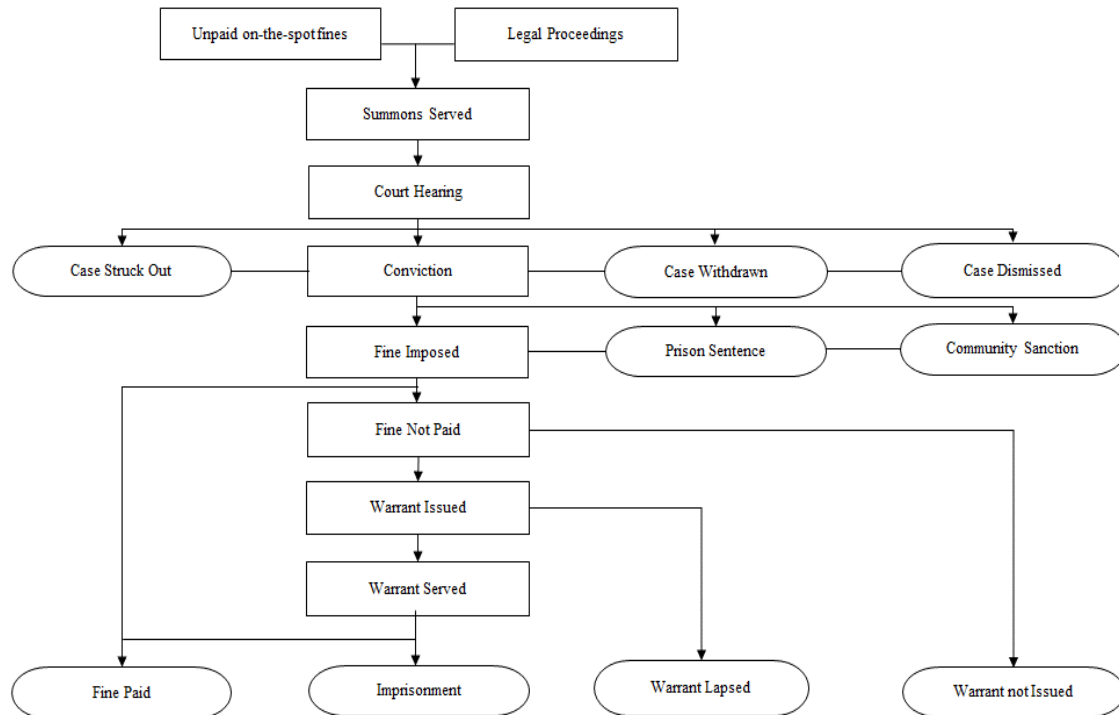 Unpaid on-the-spotfines
Legal Proceedings
Summons Served
Court Hearing
Case Struck Out
Conviction
Case Withdrawn
Case Dismissed
Fine Imposed
Prison Sentence
Community Sanction
Fine Not Paid
Warrant Issued
Warrant Served
Fine Paid
Imprisonment
Warrant Lapsed
Warrant not Issued